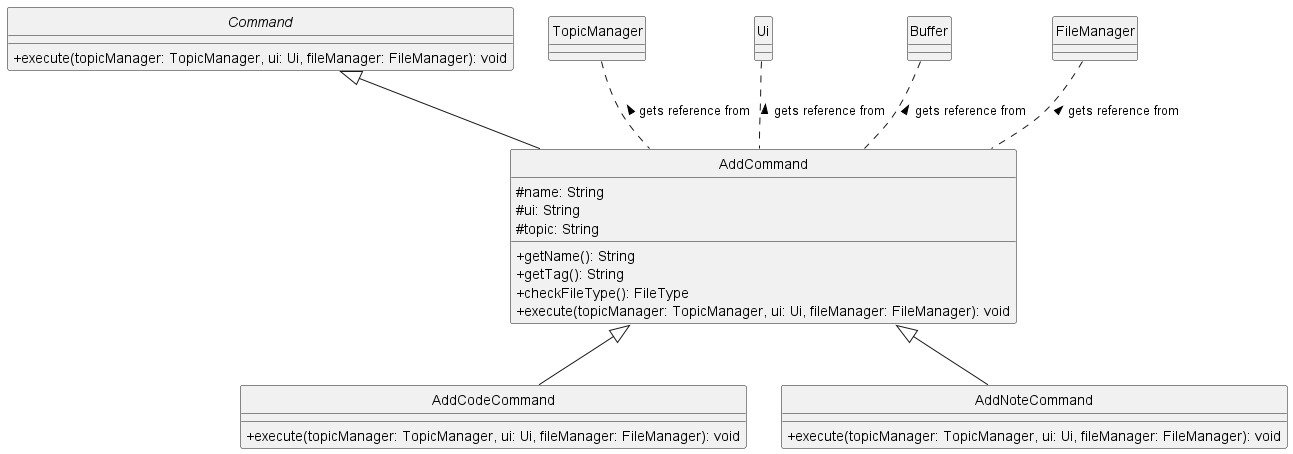 Command
+execute(topicManager: TopicManager, ui: Ui, fileManager: FileManager): void
TopicManager
Ui
Buffer
FileManager
gets reference from
gets reference from
gets reference from
gets reference from
AddCommand
#name: String
#ui: String
#topic: String
+getName(): String
+getTag(): String
+checkFileType(): FileType
+execute(topicManager: TopicManager, ui: Ui, fileManager: FileManager): void
AddCodeCommand
+execute(topicManager: TopicManager, ui: Ui, fileManager: FileManager): void
AddNoteCommand
+execute(topicManager: TopicManager, ui: Ui, fileManager: FileManager): void